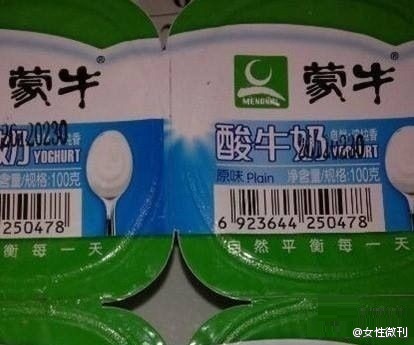 蒙牛®
奶 YOGHURT
含量/规格:100克
250478
衡每一天
MENGNIU
蒙牛®
酸牛奶
原味 Plain
净含量/规格:100克
6 923644 250478
自然平衡每一天
@女性微刊